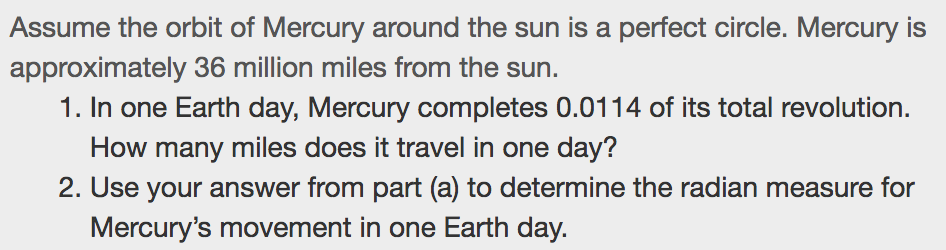 Assume the orbit of Mercury around the sun is a perfect circle. Mercury is
approximately 36 million miles from the sun.
1. In one Earth day, Mercury completes 0.0114 of its total revolution.
How many miles does it travel in one day?
2. Use your answer from part (a) to determine the radian measure for
Mercury’s movement in one Earth day.